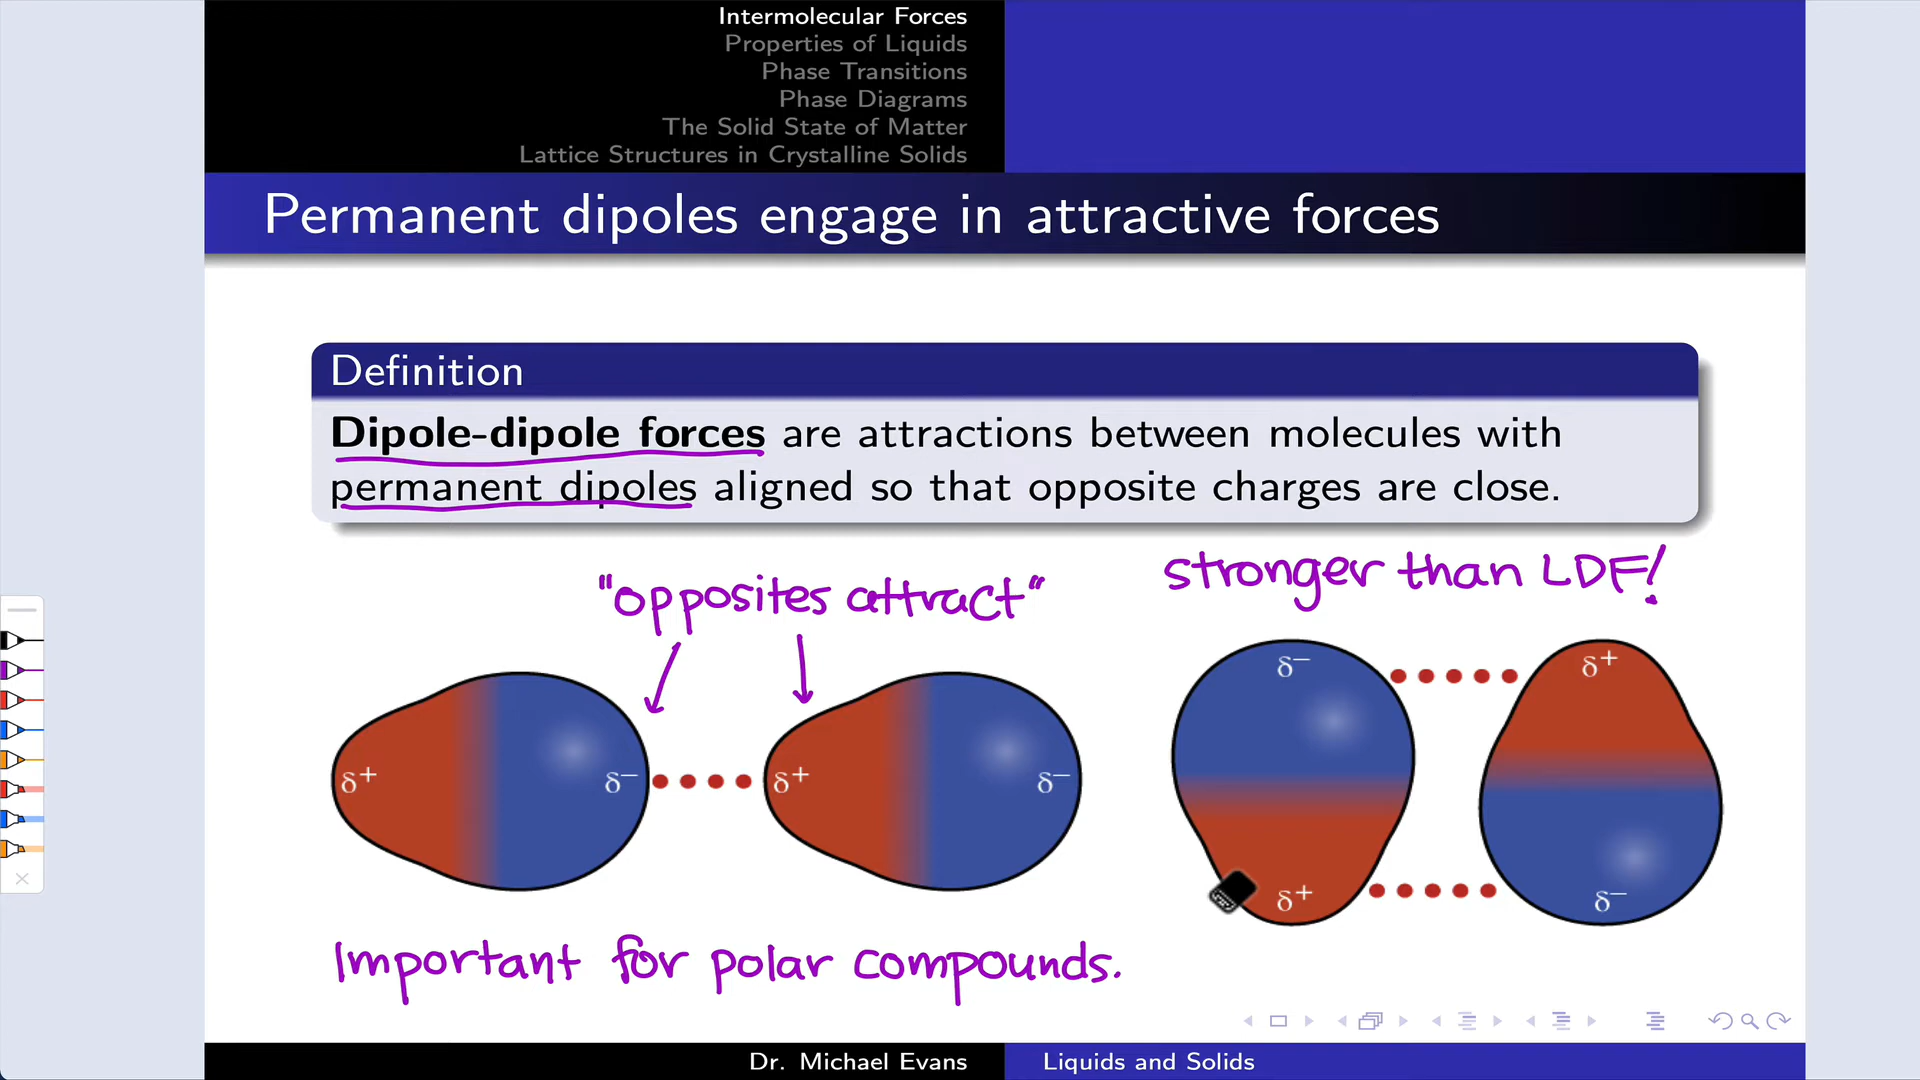 Intermolecular Forces
Properties of Liquids
Phase Transitions
Phase Diagrams
The Solid State of Matter
Lattice Structures in Crystalline Solids
Permanent dipoles engage in attractive forces
Definition
Dipole-dipole forces are attractions between molecules with
permanent dipoles aligned so that opposite charges are close.
"opposites attract"
stronger than LDF!
δ+ δ− δ+ δ−
δ− δ+
δ+ δ−
Important for polar compounds.
Dr. Michael Evans Liquids and Solids